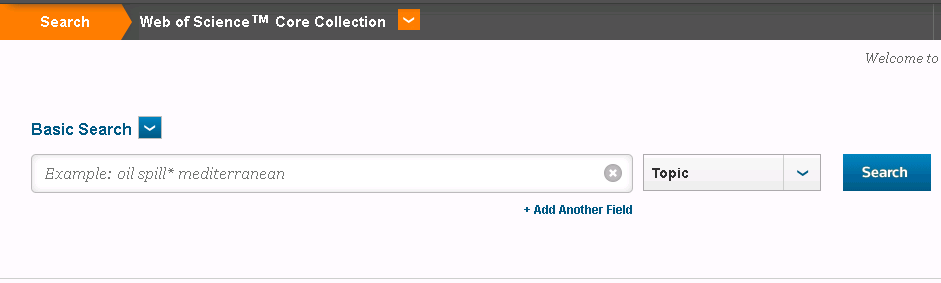 Search Web of Science™ Core Collection
Welcome to
Basic Search
Example: oil spill* mediterranean Topic Search
+ Add Another Field